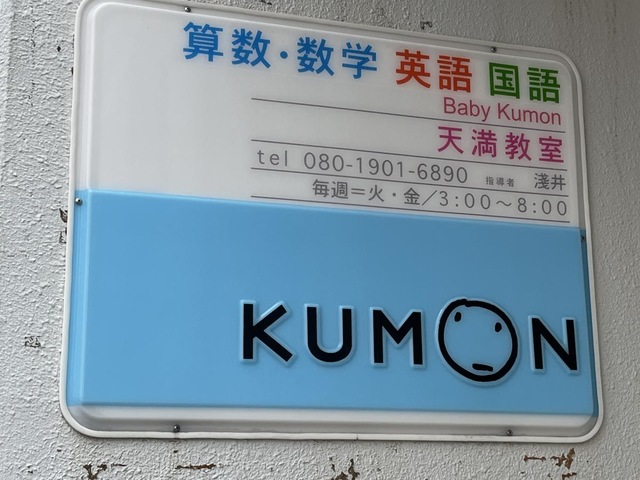 算数・数学 英語 国語
Baby Kumon
天満教室
tel 080-1901-6890 指導者 淺井
毎週=火・金/3:00～8:00
KUMON